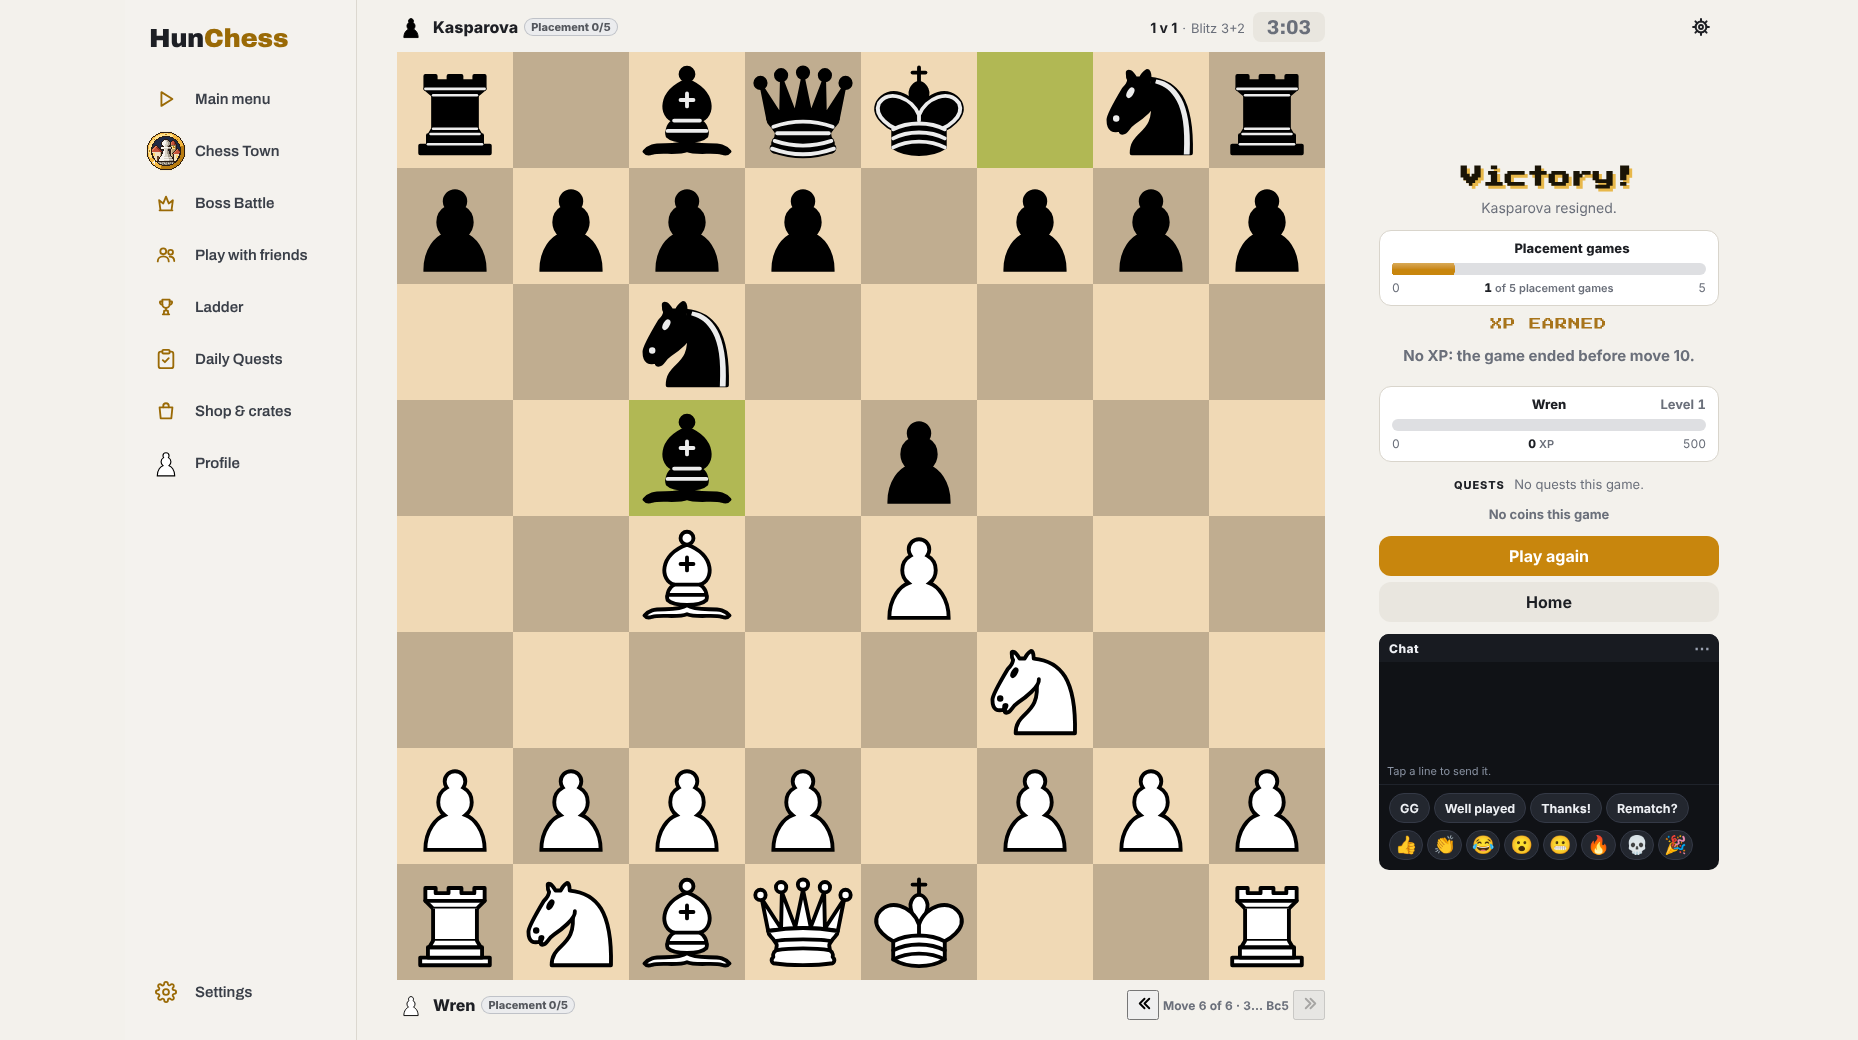 HunChess
Main menu
Chess Town
Boss Battle
Play with friends
Ladder
Daily Quests
Shop & crates
Profile
Settings
Kasparova Placement 0/5
1 v 1 · Blitz 3+2 3:03
Wren Placement 0/5
Move 6 of 6 · 3... Bc5
Victory!
Kasparova resigned.
Placement games
0 1 of 5 placement games 5
XP EARNED
No XP: the game ended before move 10.
Wren Level 1
0 0 XP 500
QUESTS No quests this game.
No coins this game
Play again
Home
Chat
Tap a line to send it.
GG Well played Thanks! Rematch?